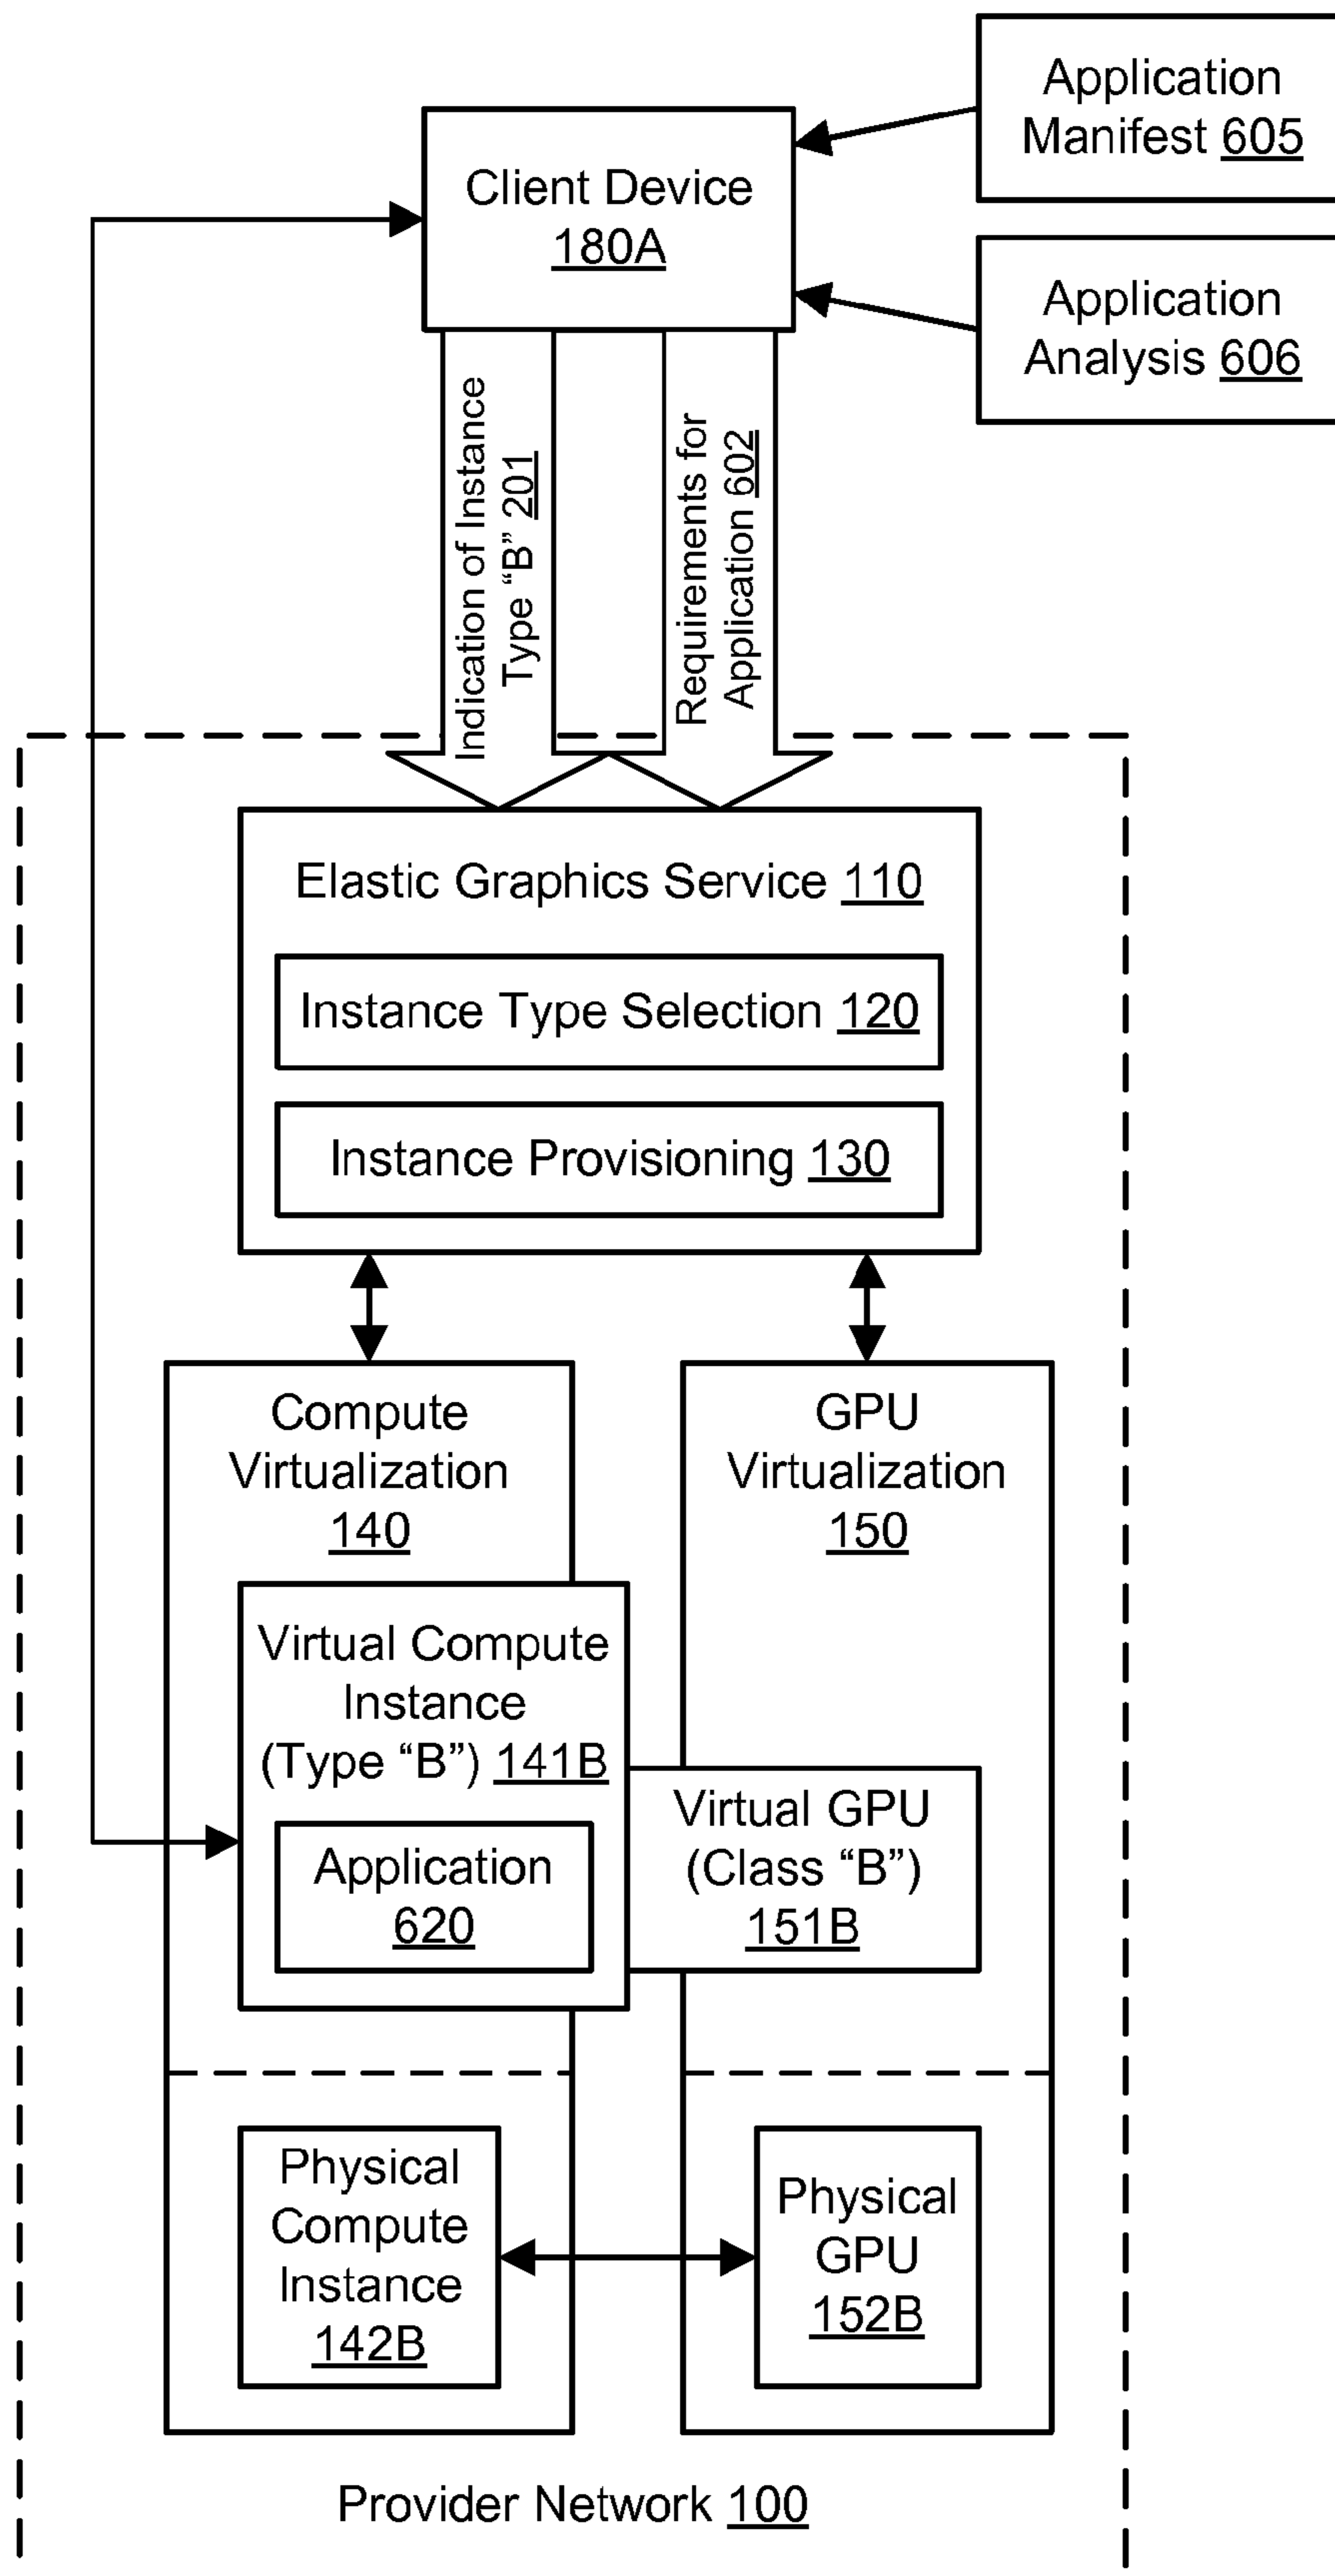 Application
Manifest 605
Client Device
180A
Application
Analysis 606
Indication of Instance
Type “B” 201
Requirements for
Application 602
Elastic Graphics Service 110
Instance Type Selection 120
Instance Provisioning 130
Compute
Virtualization
140
GPU
Virtualization
150
Virtual Compute
Instance
(Type “B”) 141B
Application
620
Virtual GPU
(Class “B”)
151B
Physical
Compute
Instance
142B
Physical
GPU
152B
Provider Network 100